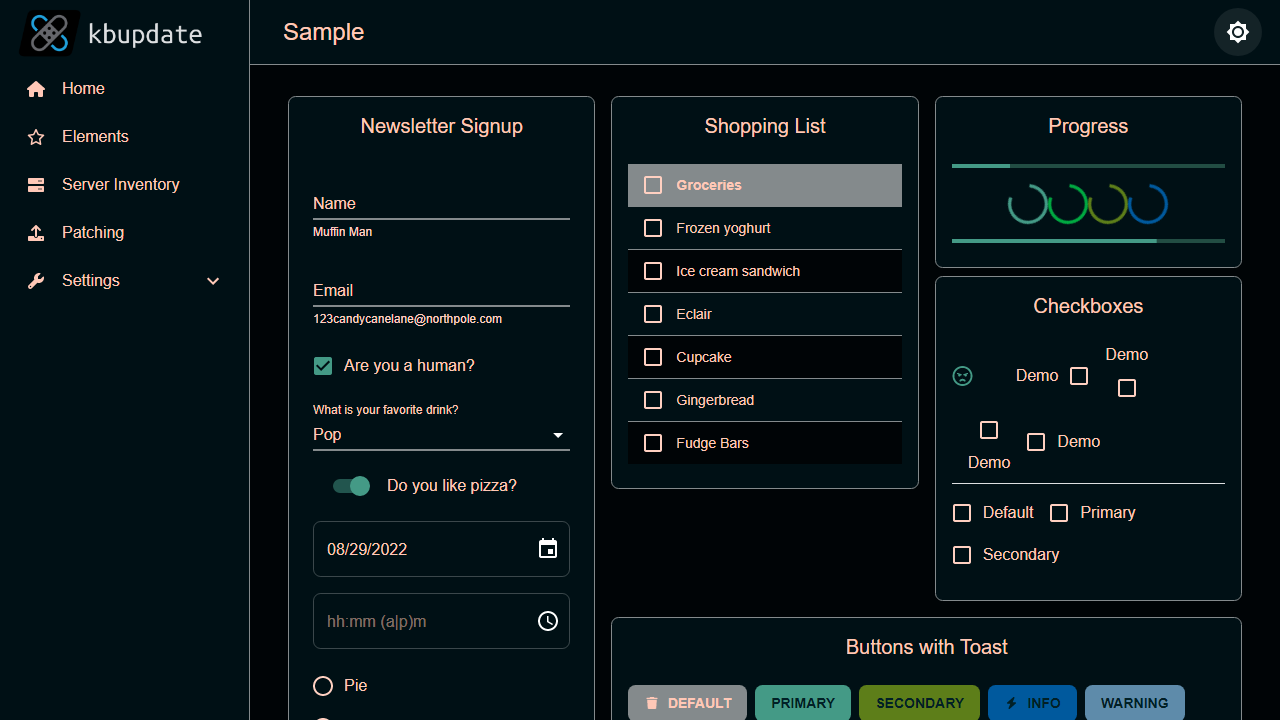 kbupdate
Home
Elements
Server Inventory
Patching
Settings
Sample
Newsletter Signup
Name
Muffin Man
Email
123candycanelane@northpole.com
Are you a human?
What is your favorite drink?
Pop
Do you like pizza?
08/29/2022
hh:mm (a|p)m
Pie
Shopping List
Groceries
Frozen yoghurt
Ice cream sandwich
Eclair
Cupcake
Gingerbread
Fudge Bars
Progress
Checkboxes
Demo
Demo
Demo
Demo
Default Primary
Secondary
Buttons with Toast
DEFAULT PRIMARY SECONDARY INFO WARNING